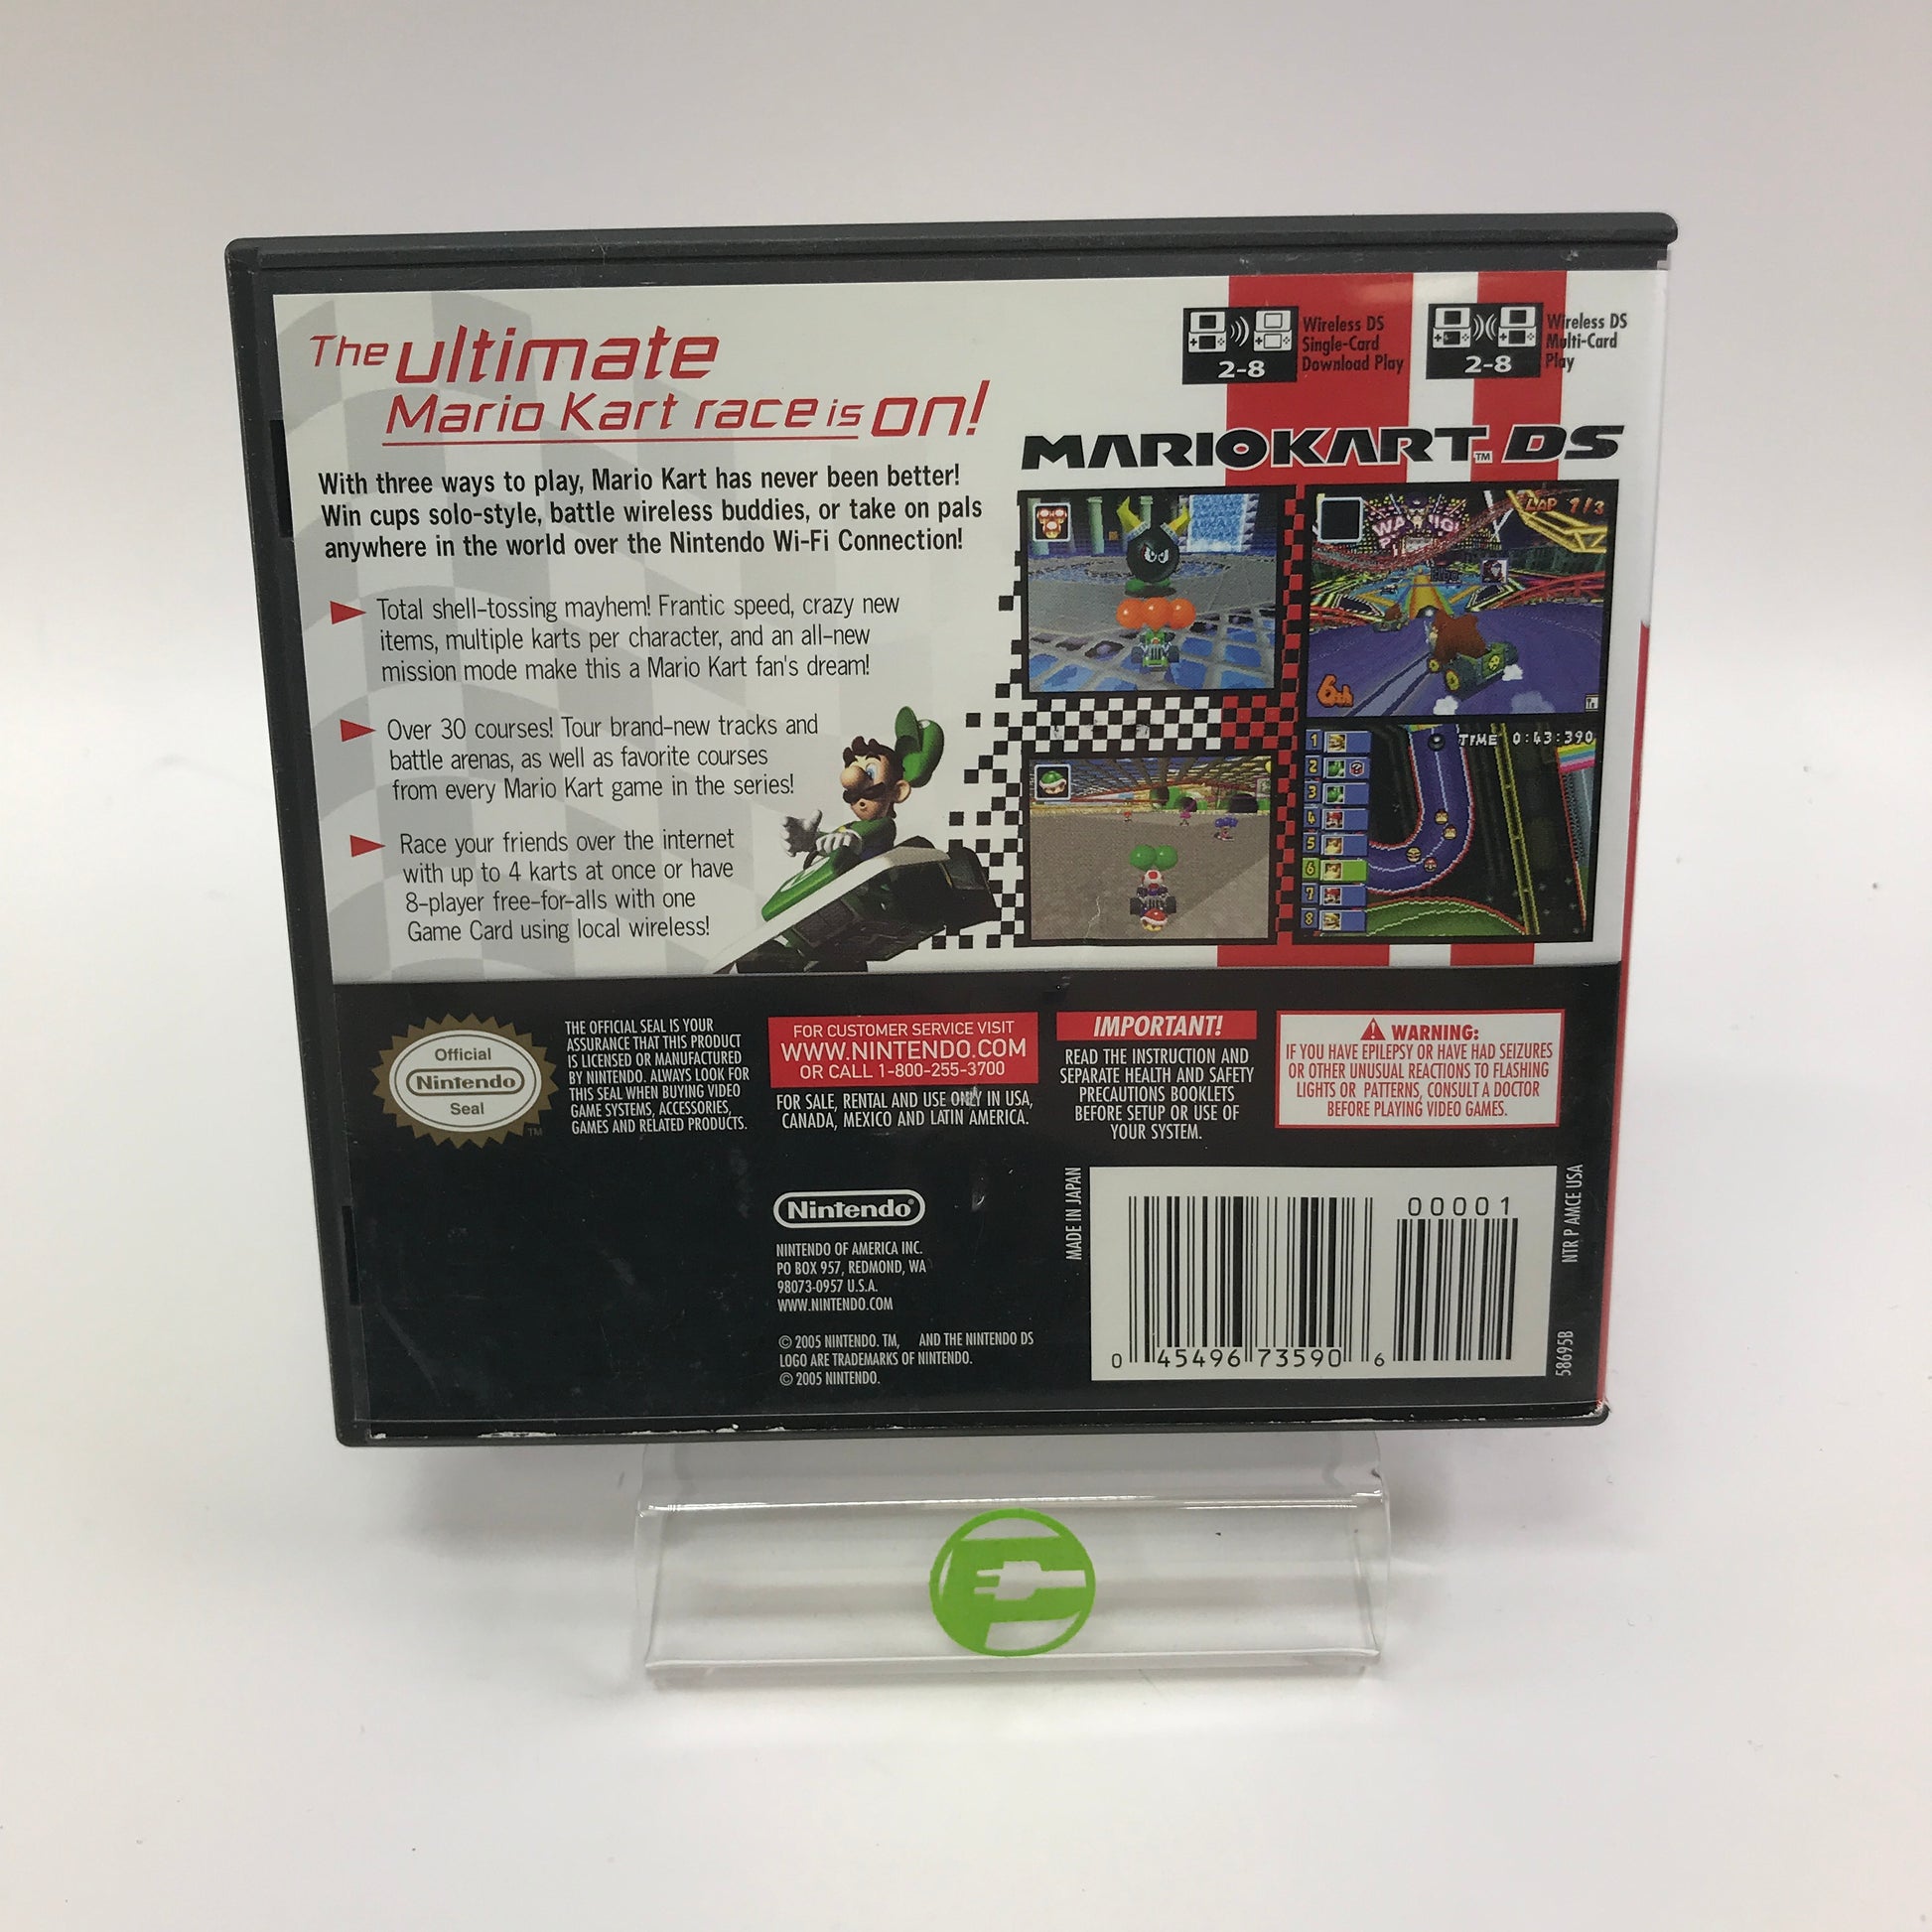 The ultimate
Mario Kart race is on!
With three ways to play, Mario Kart has never been better!
Win cups solo-style, battle wireless buddies, or take on pals
anywhere in the world over the Nintendo Wi-Fi Connection!
Total shell-tossing mayhem! Frantic speed, crazy new
items, multiple karts per character, and an all-new
mission mode make this a Mario Kart fan's dream!
Over 30 courses! Tour brand-new tracks and
battle arenas, as well as favorite courses
from every Mario Kart game in the series!
Race your friends over the internet
with up to 4 karts at once or have
8-player free-for-alls with one
Game Card using local wireless!
2-8
Wireless DS
Single-Card
Download Play
2-8
Wireless DS
Multi-Card
Play
MARIOKART™ DS
LAP 1/3
6th
TIME 0:43:390
1
2
3
4
5
6
7
8
Official
Nintendo
Seal
TM
THE OFFICIAL SEAL IS YOUR
ASSURANCE THAT THIS PRODUCT
IS LICENSED OR MANUFACTURED
BY NINTENDO. ALWAYS LOOK FOR
THIS SEAL WHEN BUYING VIDEO
GAME SYSTEMS, ACCESSORIES,
GAMES AND RELATED PRODUCTS.
FOR CUSTOMER SERVICE VISIT
WWW.NINTENDO.COM
OR CALL 1-800-255-3700
FOR SALE, RENTAL AND USE ONLY IN USA,
CANADA, MEXICO AND LATIN AMERICA.
IMPORTANT!
READ THE INSTRUCTION AND
SEPARATE HEALTH AND SAFETY
PRECAUTIONS BOOKLETS
BEFORE SETUP OR USE OF
YOUR SYSTEM.
WARNING:
IF YOU HAVE EPILEPSY OR HAVE HAD SEIZURES
OR OTHER UNUSUAL REACTIONS TO FLASHING
LIGHTS OR PATTERNS, CONSULT A DOCTOR
BEFORE PLAYING VIDEO GAMES.
Nintendo®
NINTENDO OF AMERICA INC.
PO BOX 957, REDMOND, WA
98073-0957 U.S.A.
WWW.NINTENDO.COM
© 2005 NINTENDO. TM, AND THE NINTENDO DS
LOGO ARE TRADEMARKS OF NINTENDO.
© 2005 NINTENDO.
MADE IN JAPAN
00001
0 45496 73590 6
NTR P AMCE USA
58695B